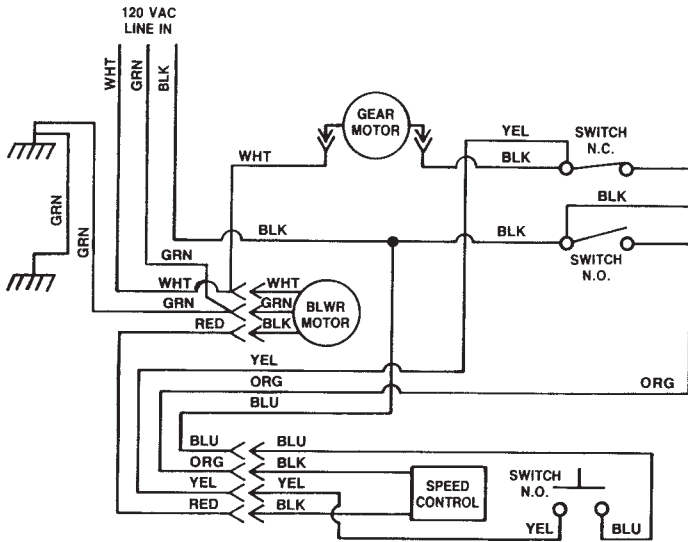 120 VAC
LINE IN
WHT
GRN
BLK
GEAR
MOTOR
YEL
SWITCH
N.C.
WHT
BLK
BLK
GRN
GRN
BLK
BLK
SWITCH
N.O.
GRN
WHT
WHT
GRN
GRN
BLWR
MOTOR
RED
BLK
YEL
ORG
ORG
BLU
BLU
BLU
ORG
BLK
YEL
YEL
RED
BLK
SPEED
CONTROL
SWITCH
N.O.
YEL
BLU